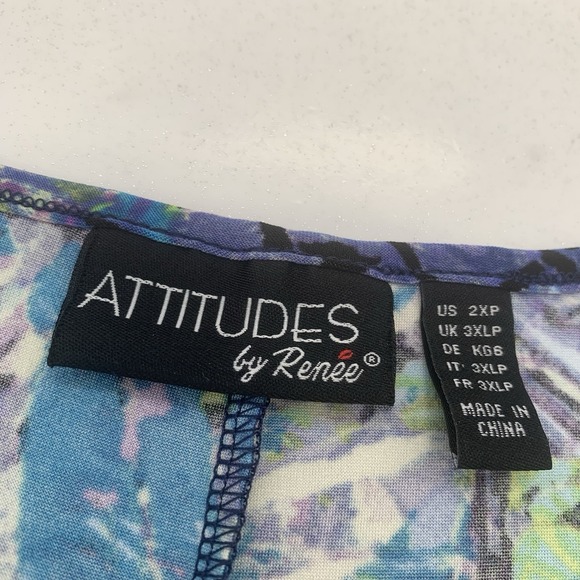 ATTITUDES
by Renée®
US 2XP
UK 3XLP
DE KG6
IT 3XLP
FR 3XLP
MADE IN
CHINA